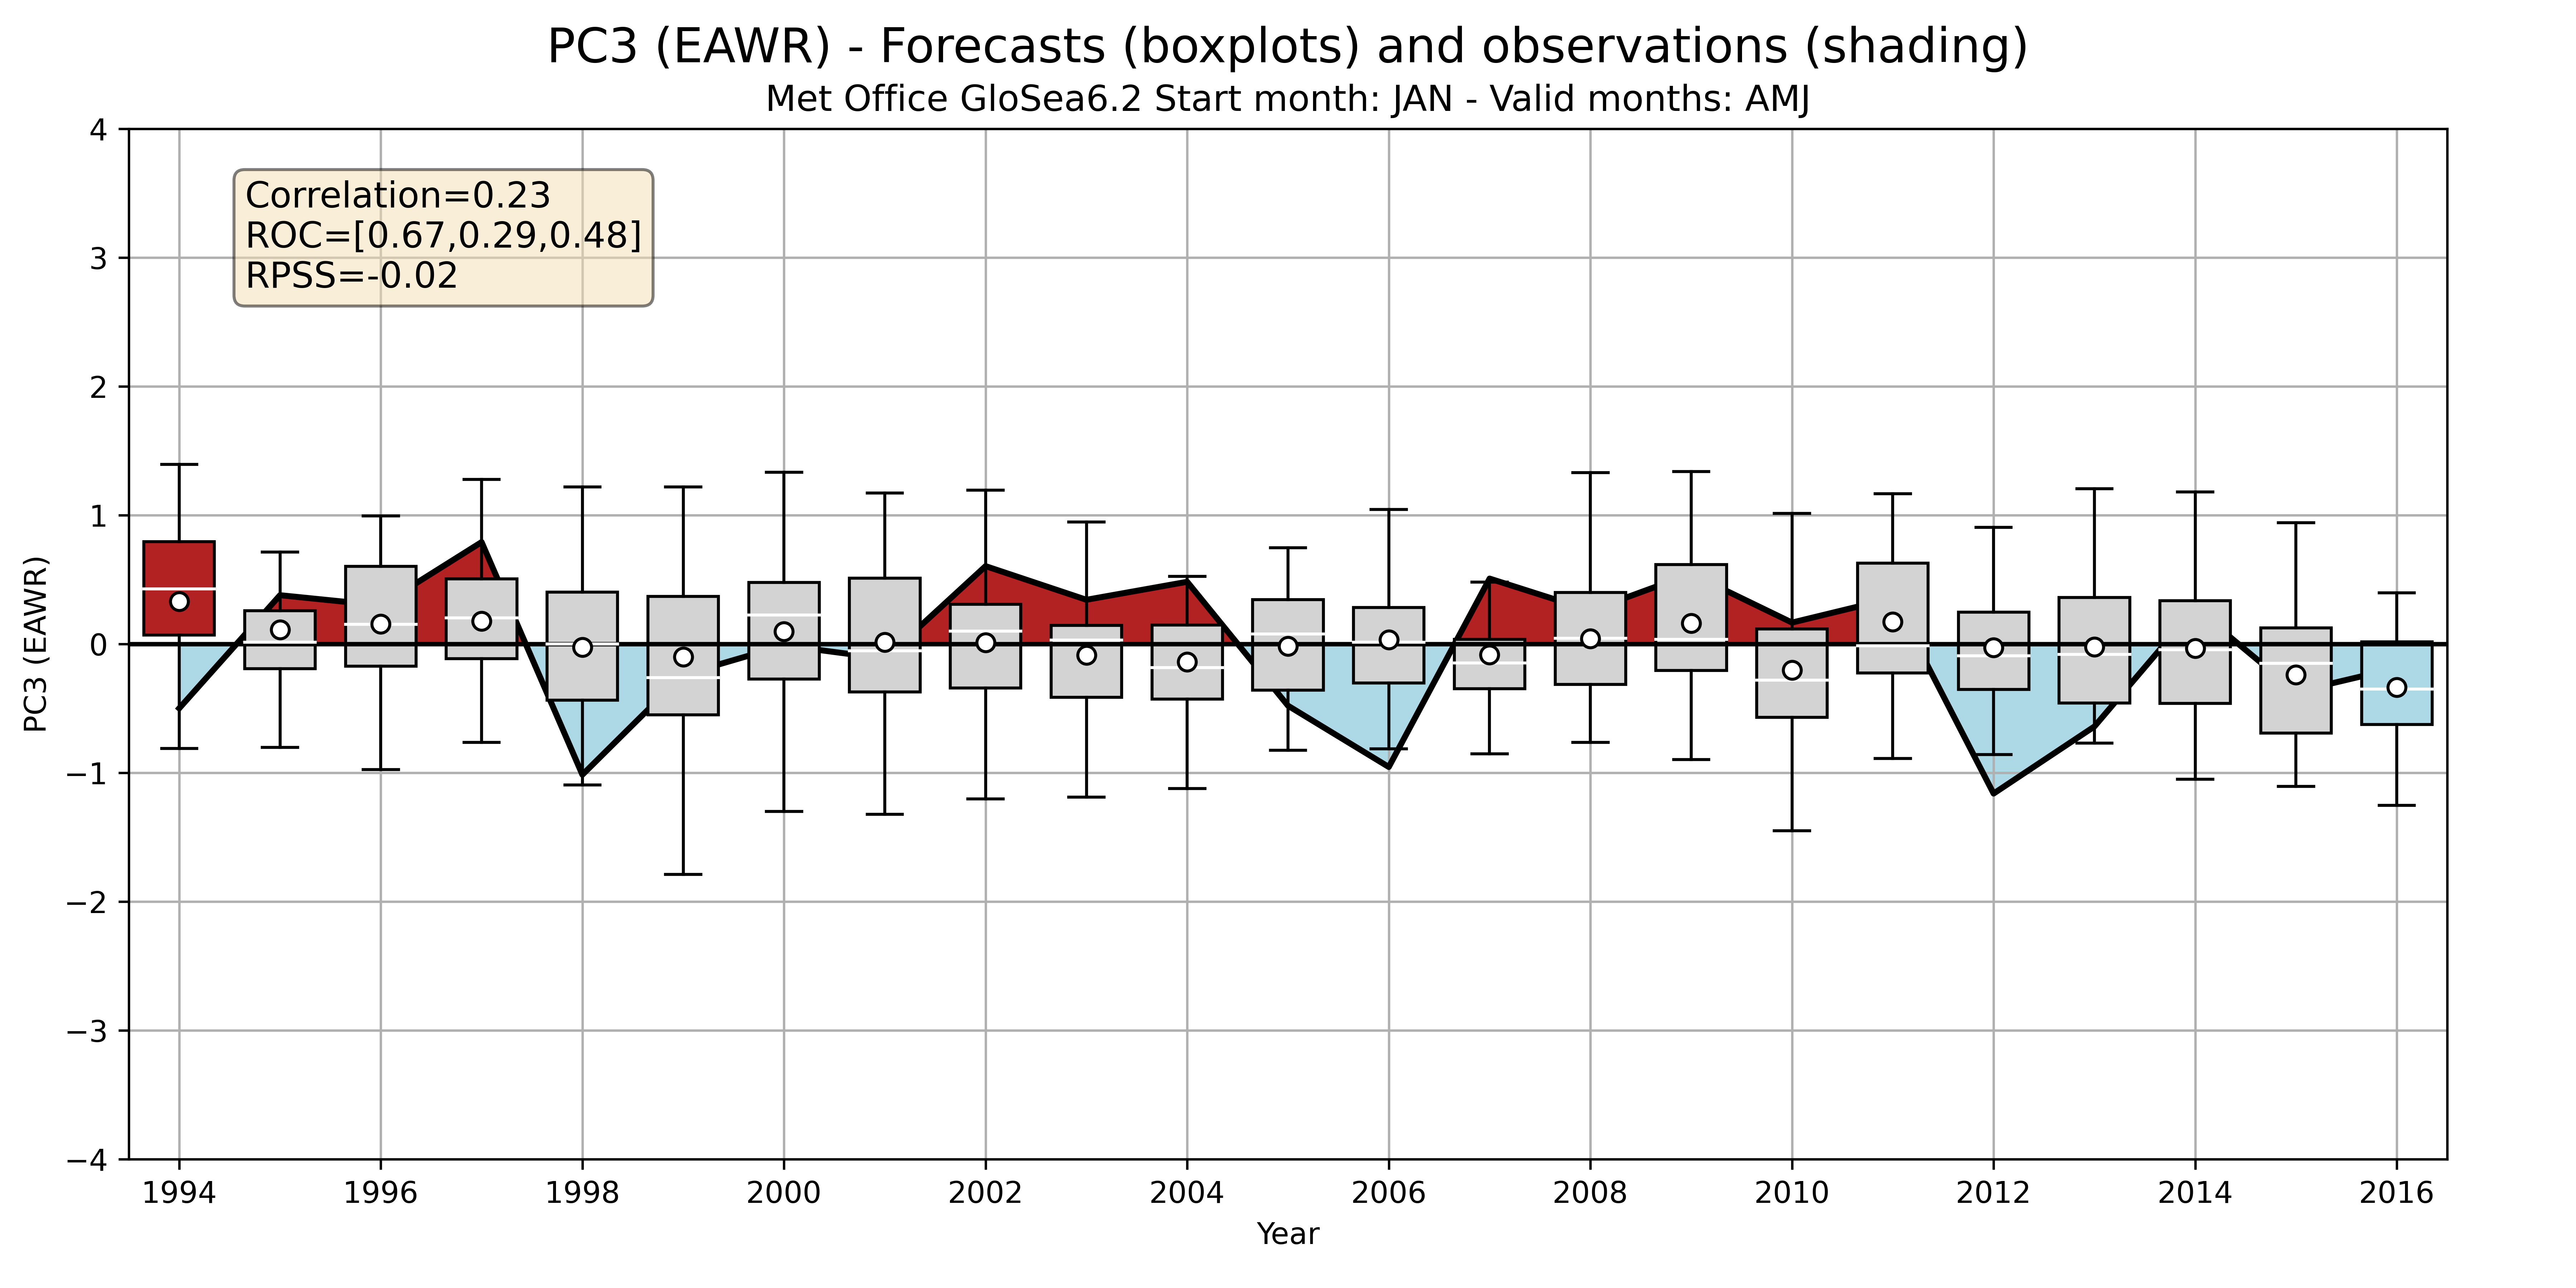 PC3 (EAWR) - Forecasts (boxplots) and observations (shading)
Met Office GloSea6.2 Start month: JAN - Valid months: AMJ
Correlation=0.23
ROC=[0.67,0.29,0.48]
RPSS=-0.02
PC3 (EAWR)
4
3
2
1
0
−1
−2
−3
−4
1994 1996 1998 2000 2002 2004 2006 2008 2010 2012 2014 2016
Year